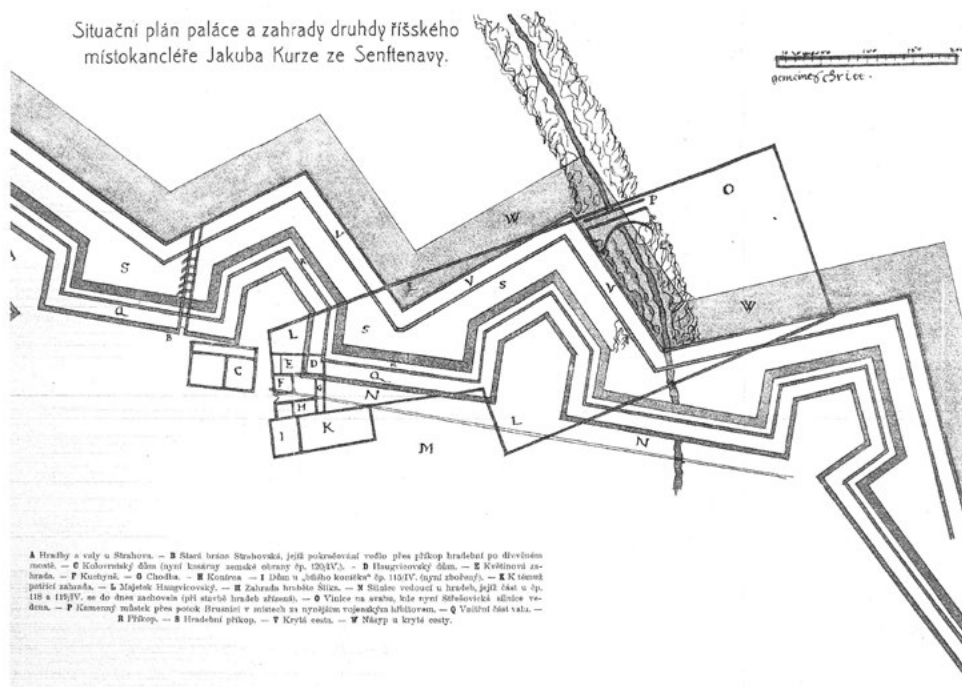 Situační plán paláce a zahrady druhdy říšského
místokancléře Jakuba Kurze ze Senftenavy.
100
150
200
W
O
P
V
V
S
S
V
W
Q
B
S
L
E
D
Q
F
G
N
C
H
I
K
M
L
N
A Hradby a valy u Strahova. — B Stará brána Strahovská, jejíž pokračování vedlo přes příkop hradební po dřevěném
mostě. — C Kolovratský dům (nyní kasárny zemské obrany čp. 120/IV.). — D Haugvicovský dům. — E Květinová za-
hrada. — F Kuchyně. — G Chodba. — H Konírna — I Dům u „bílého koníčka“ čp. 115/IV. (nyní zbořený). — K K témuž
patřící zahrada. — L Majetek Haugvicovský. — M Zahrada hraběte Šlika. — N Silnice vedoucí u hradeb, jejíž část u čp.
118 a 119/IV. se do dnes zachovala (při stavbě hradeb zřízená). — O Vinice na svahu, kde nyní Střešovická silnice ve-
dena. — P Kamenný můstek přes potok Brusnici v místech za nynějším vojenským hřbitovem. — Q Vnitřní část valu. —
R Příkop. — S Hradební příkop. — V Krytá cesta. — W Násyp u kryté cesty.